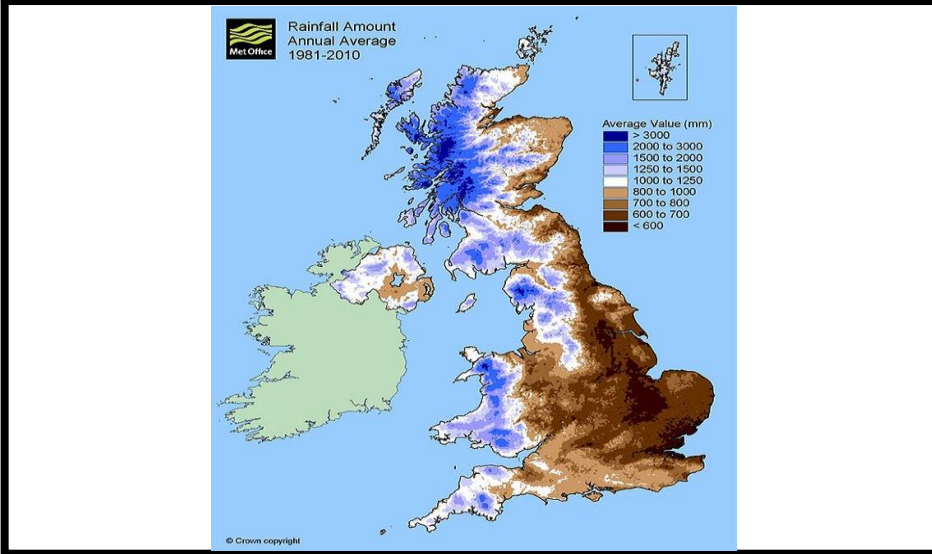 Met Office
Rainfall Amount
Annual Average
1981-2010
Average Value (mm)
> 3000
2000 to 3000
1500 to 2000
1250 to 1500
1000 to 1250
800 to 1000
700 to 800
600 to 700
< 600
© Crown copyright